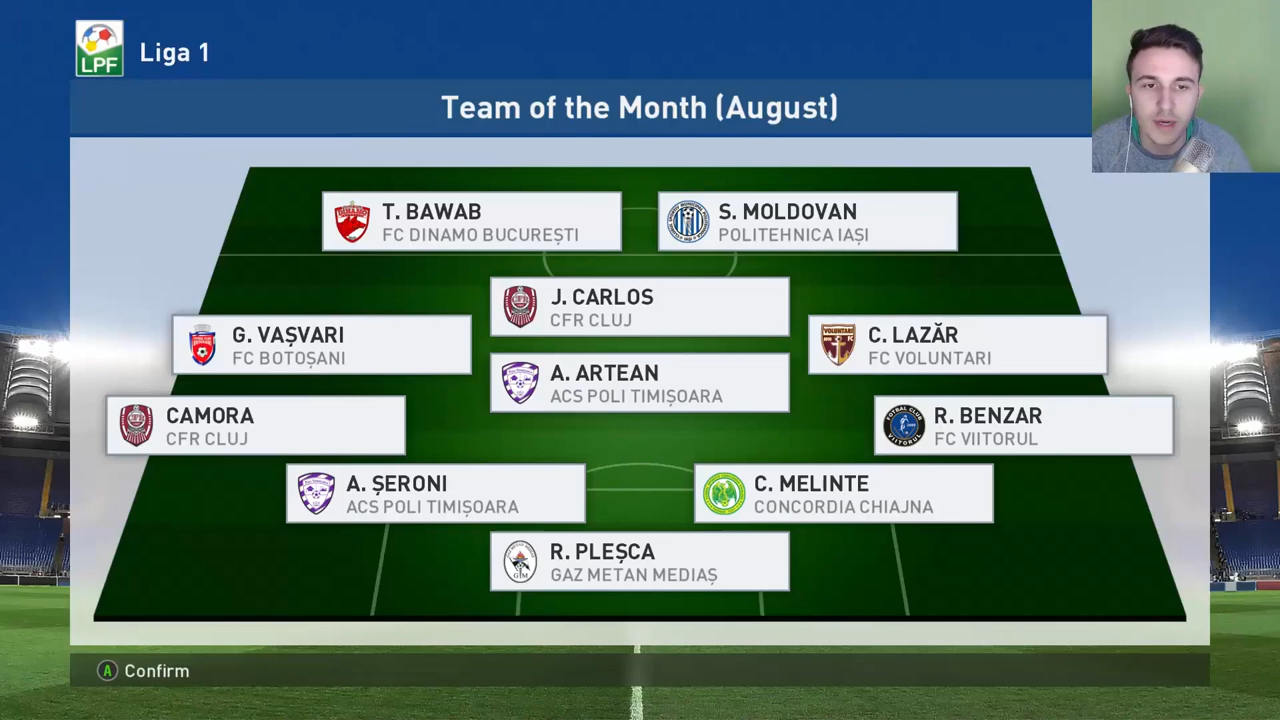 LPF
Liga 1
Team of the Month (August)
T. BAWAB
FC DINAMO BUCUREȘTI
S. MOLDOVAN
POLITEHNICA IAȘI
J. CARLOS
CFR CLUJ
G. VAȘVARI
FC BOTOȘANI
C. LAZĂR
FC VOLUNTARI
A. ARTEAN
ACS POLI TIMIȘOARA
CAMORA
CFR CLUJ
R. BENZAR
FC VIITORUL
A. ȘERONI
ACS POLI TIMIȘOARA
C. MELINTE
CONCORDIA CHIAJNA
R. PLEȘCA
GAZ METAN MEDIAȘ
A Confirm